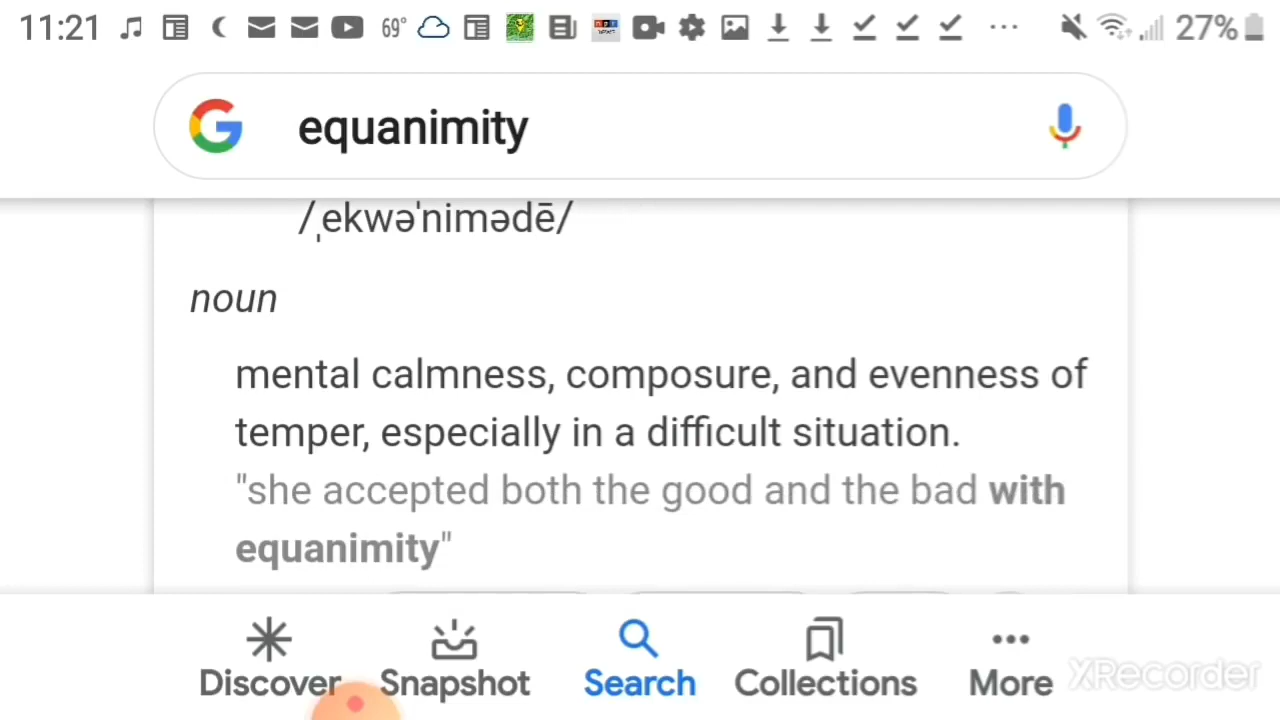 11:21 69° 27%
equanimity
/ˌekwəˈnimədē/
noun
mental calmness, composure, and evenness of
temper, especially in a difficult situation.
"she accepted both the good and the bad with
equanimity"
Discover Snapshot Search Collections More XRecorder